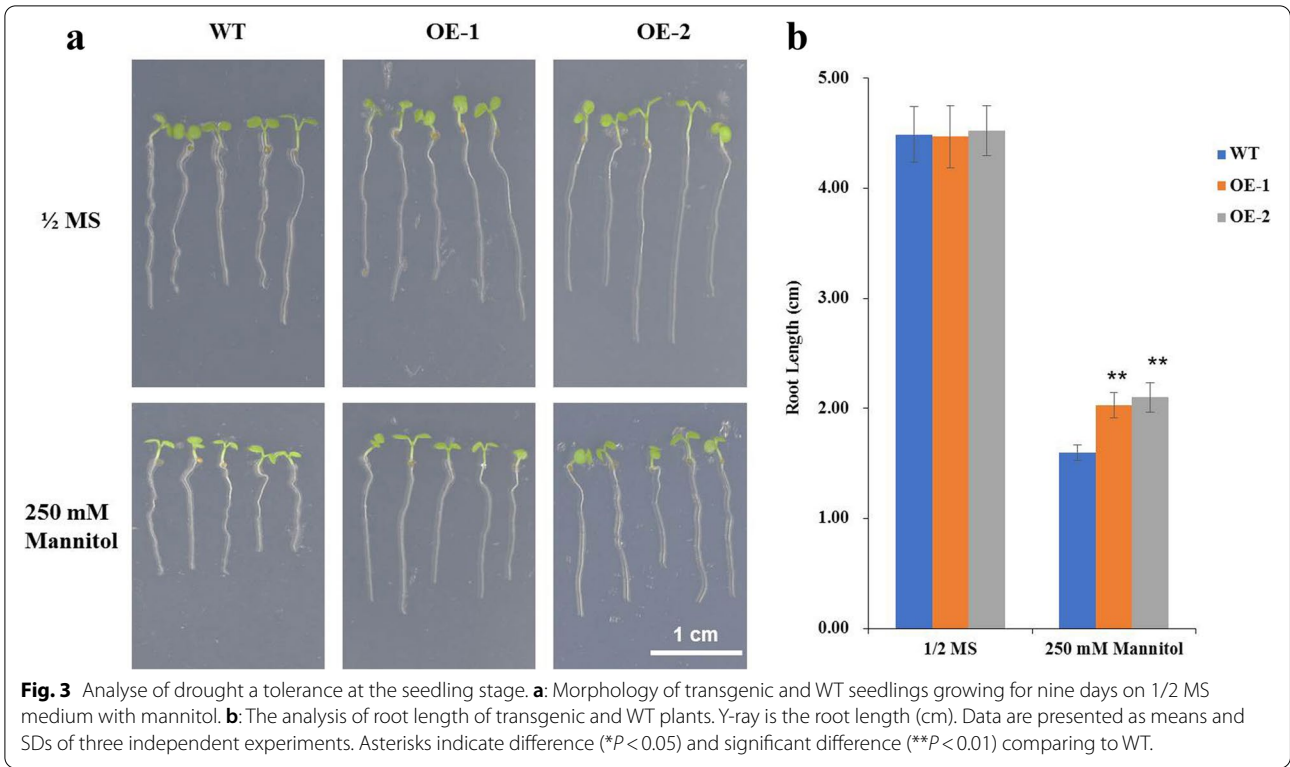 a
WT
OE-1
OE-2
½ MS
250 mM
Mannitol
1 cm
b
5.00
4.00
3.00
2.00
1.00
0.00
Root Length (cm)
**
**
1/2 MS
250 mM Mannitol
WT
OE-1
OE-2
Fig. 3 Analyse of drought a tolerance at the seedling stage. a: Morphology of transgenic and WT seedlings growing for nine days on 1/2 MS
medium with mannitol. b: The analysis of root length of transgenic and WT plants. Y-ray is the root length (cm). Data are presented as means and
SDs of three independent experiments. Asterisks indicate difference (*P < 0.05) and significant difference (**P < 0.01) comparing to WT.